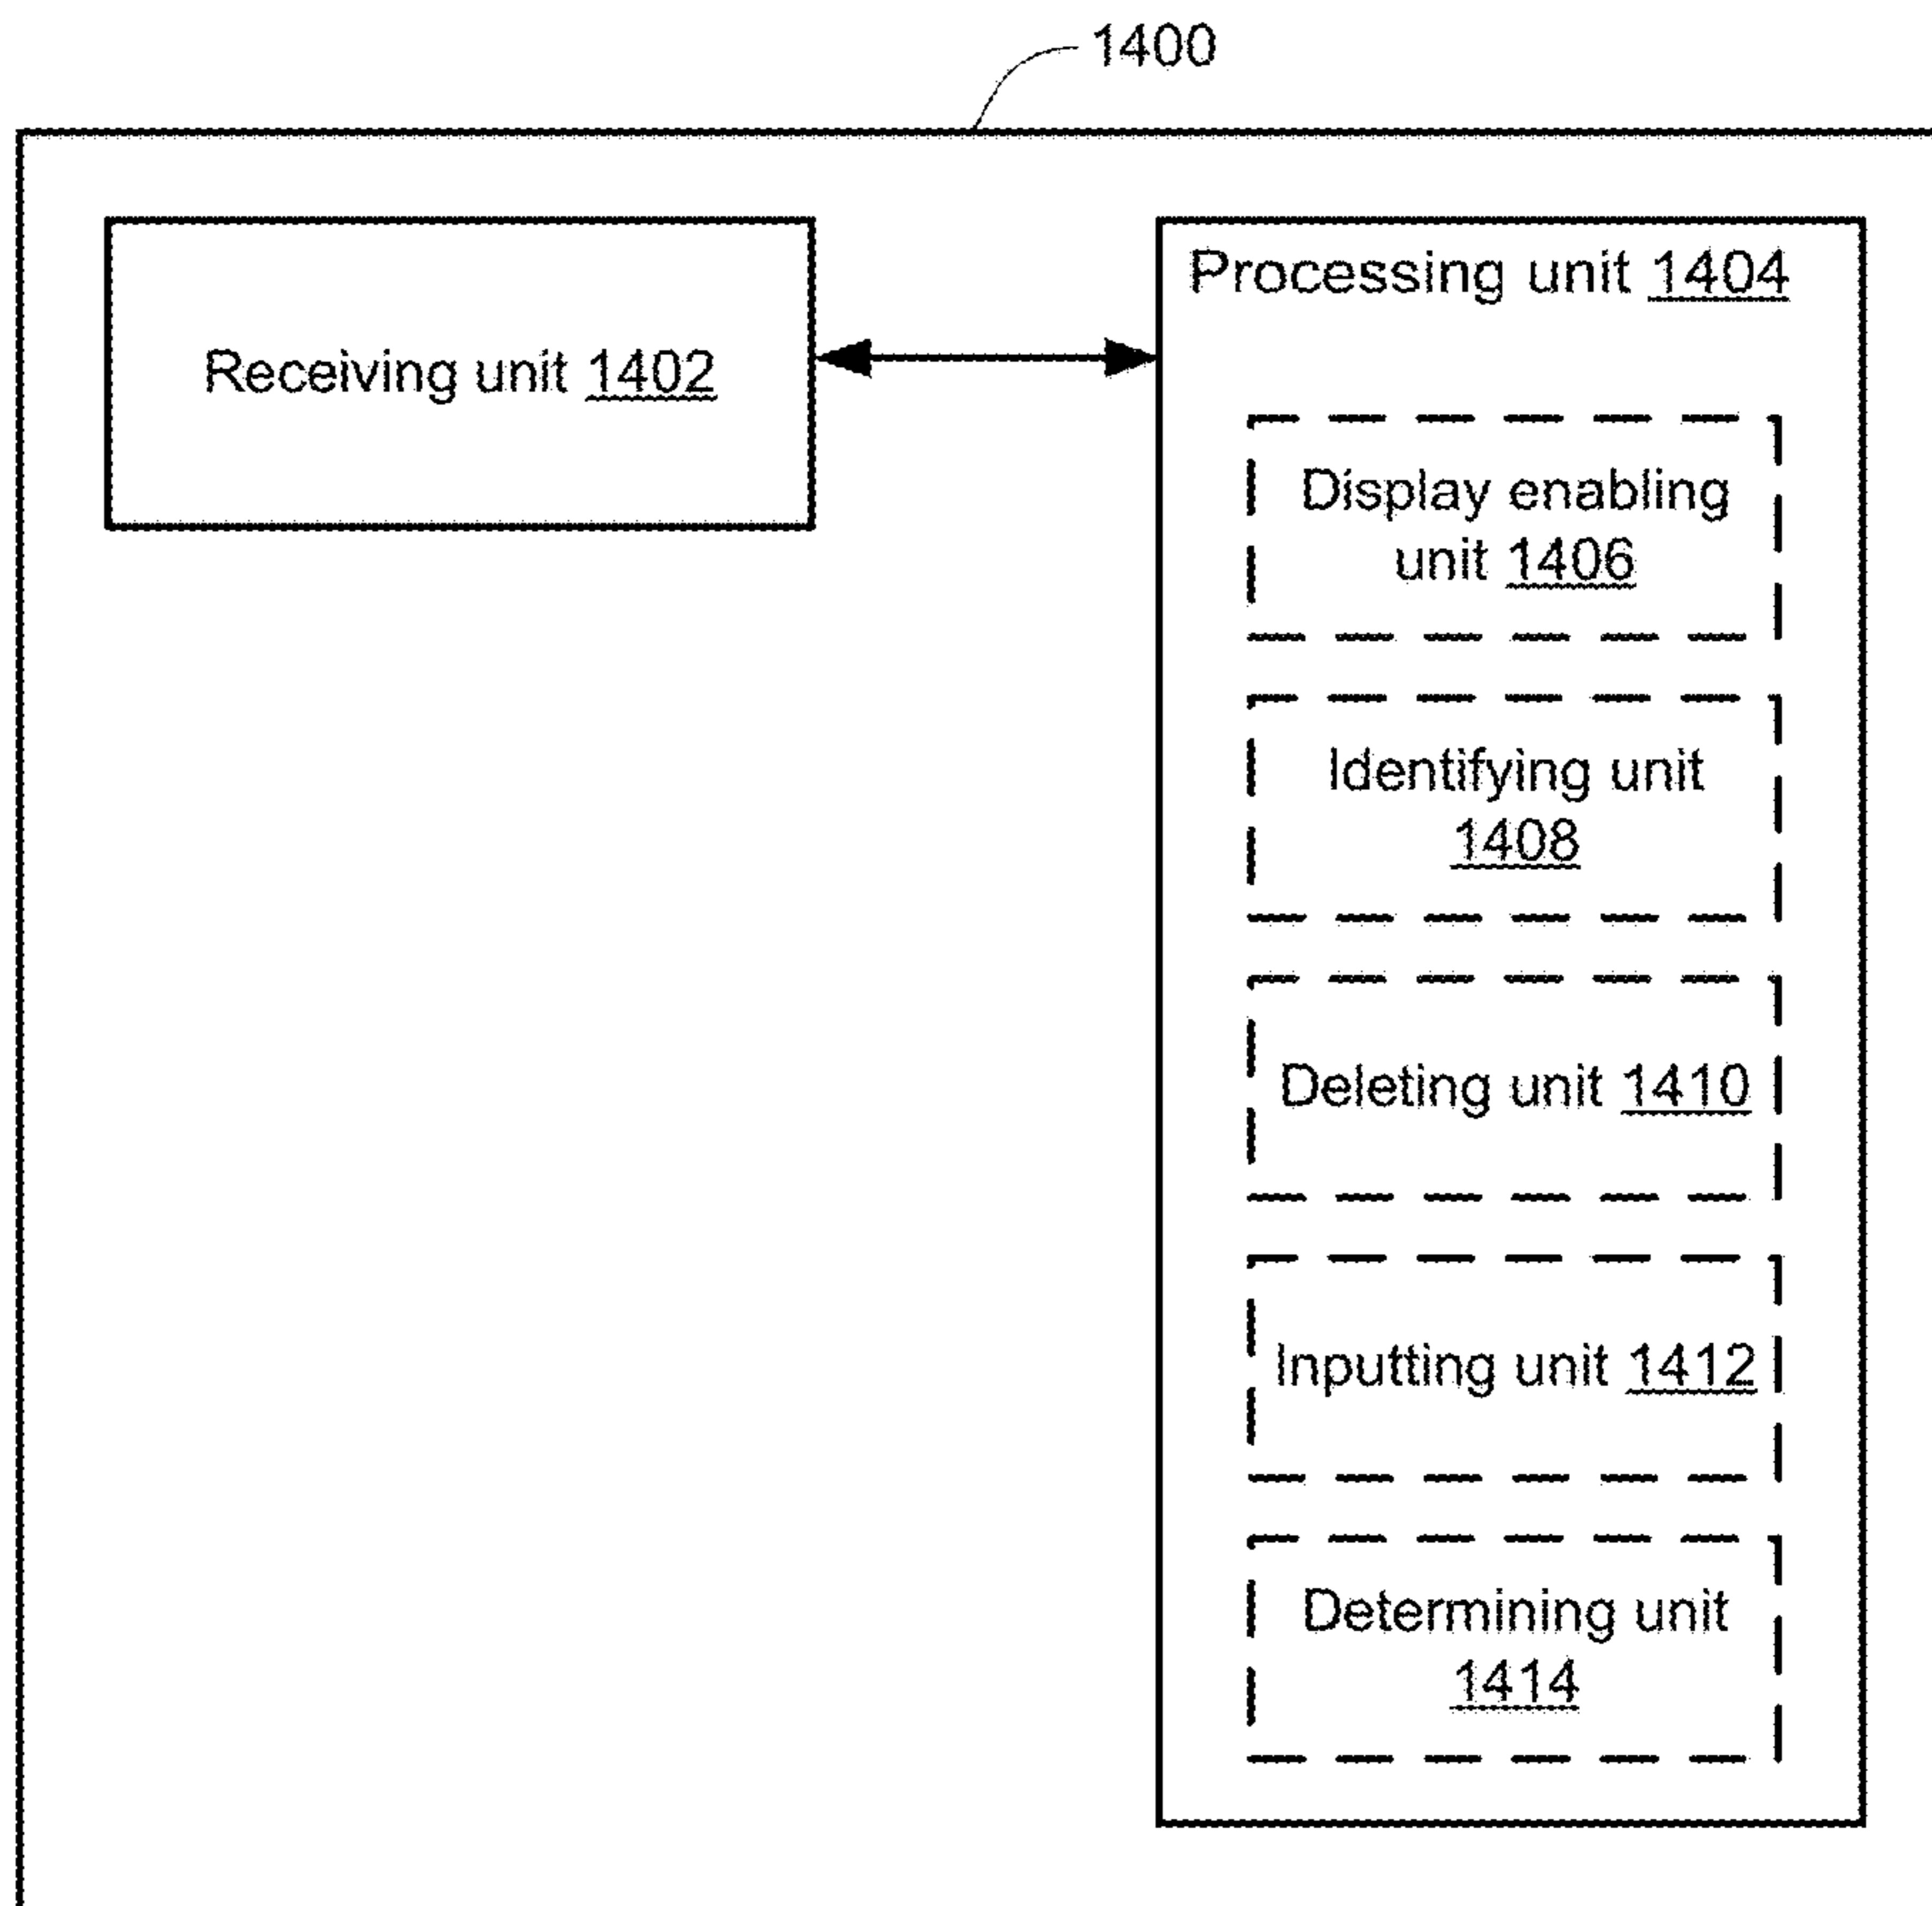 1400
Receiving unit 1402
Processing unit 1404
Display enabling
unit 1406
Identifying unit
1408
Deleting unit 1410
Inputting unit 1412
Determining unit
1414